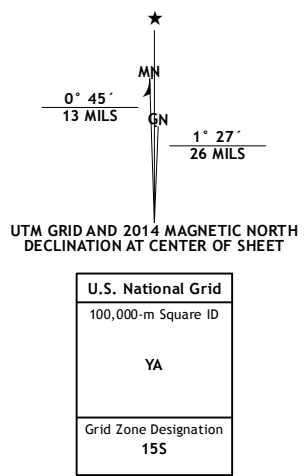 MN
0° 45´
13 MILS
GN
1° 27´
26 MILS
UTM GRID AND 2014 MAGNETIC NORTH
DECLINATION AT CENTER OF SHEET
U.S. National Grid
100,000-m Square ID
YA
Grid Zone Designation
15S